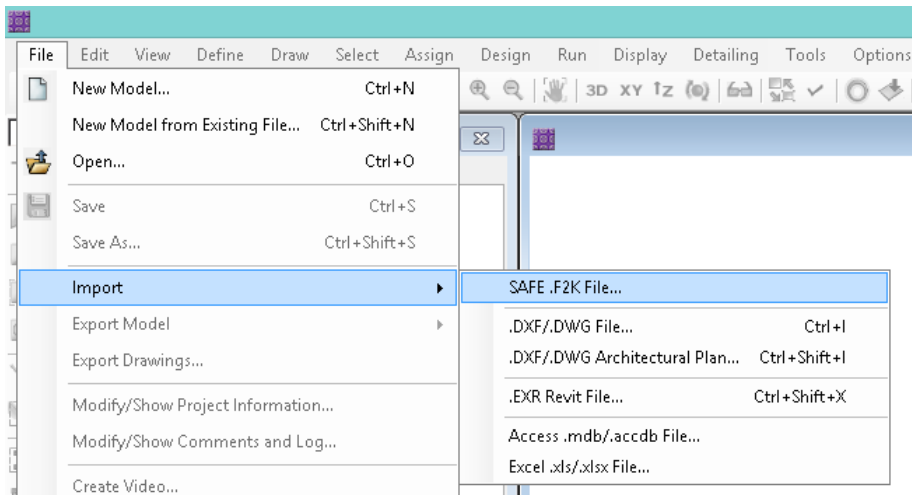 File Edit View Define Draw Select Assign Design Run Display Detailing Tools Options
New Model... Ctrl+N
3D XY
New Model from Existing File... Ctrl+Shift+N
Open... Ctrl+O
Save Ctrl+S
Save As... Ctrl+Shift+S
Import
Export Model
Export Drawings...
Modify/Show Project Information...
Modify/Show Comments and Log...
Create Video...
SAFE .F2K File...
.DXF/.DWG File... Ctrl+I
.DXF/.DWG Architectural Plan... Ctrl+Shift+I
.EXR Revit File... Ctrl+Shift+X
Access .mdb/.accdb File...
Excel .xls/.xlsx File...